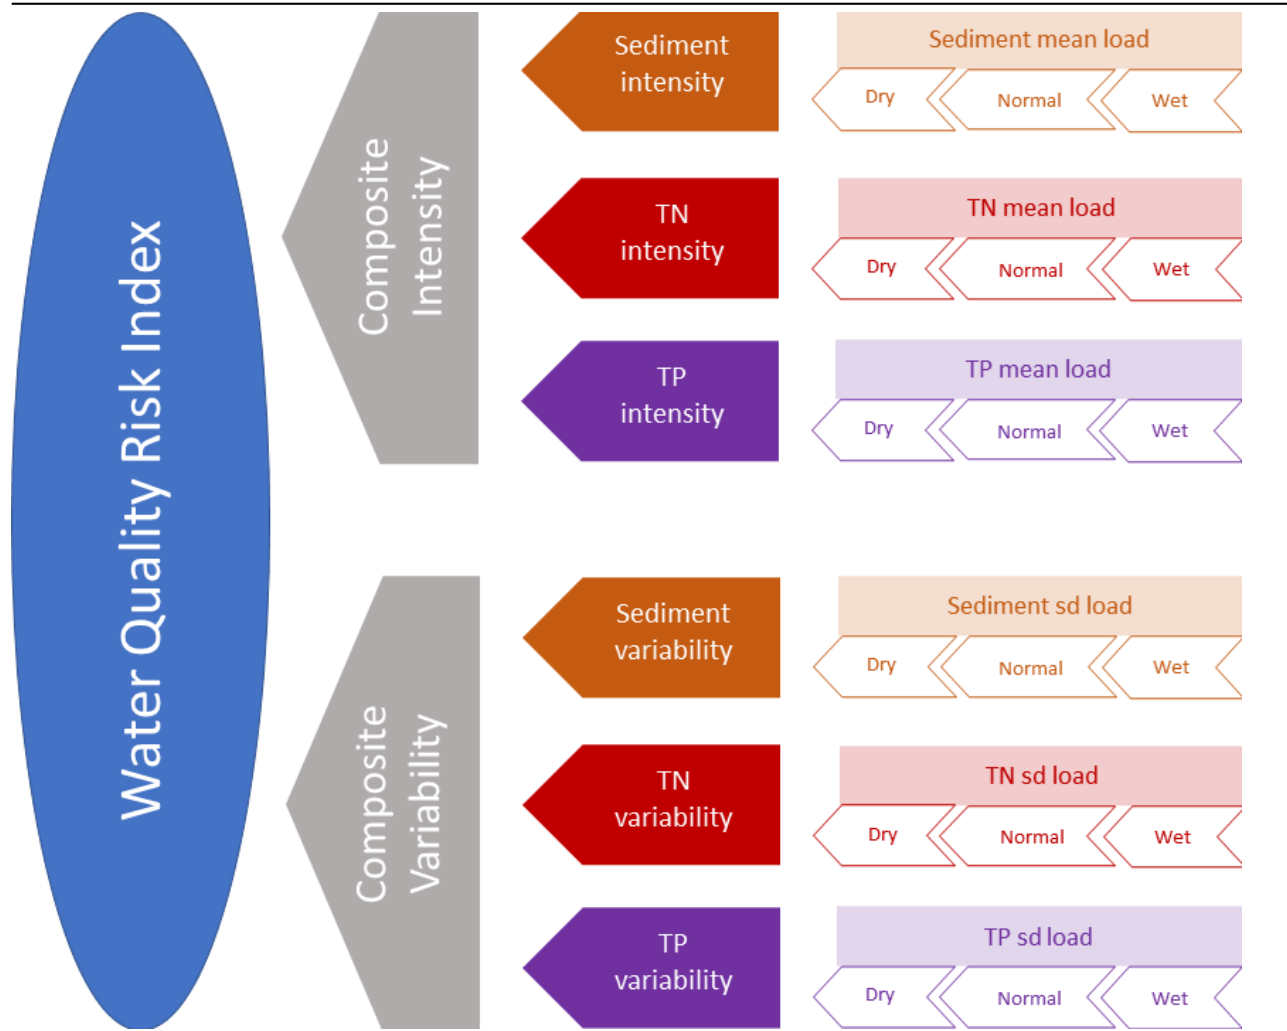 Water Quality Risk Index
Composite
Intensity
Sediment
intensity
Sediment mean load
Dry
Normal
Wet
TN
intensity
TN mean load
Dry
Normal
Wet
TP
intensity
TP mean load
Dry
Normal
Wet
Composite
Variability
Sediment
variability
Sediment sd load
Dry
Normal
Wet
TN
variability
TN sd load
Dry
Normal
Wet
TP
variability
TP sd load
Dry
Normal
Wet